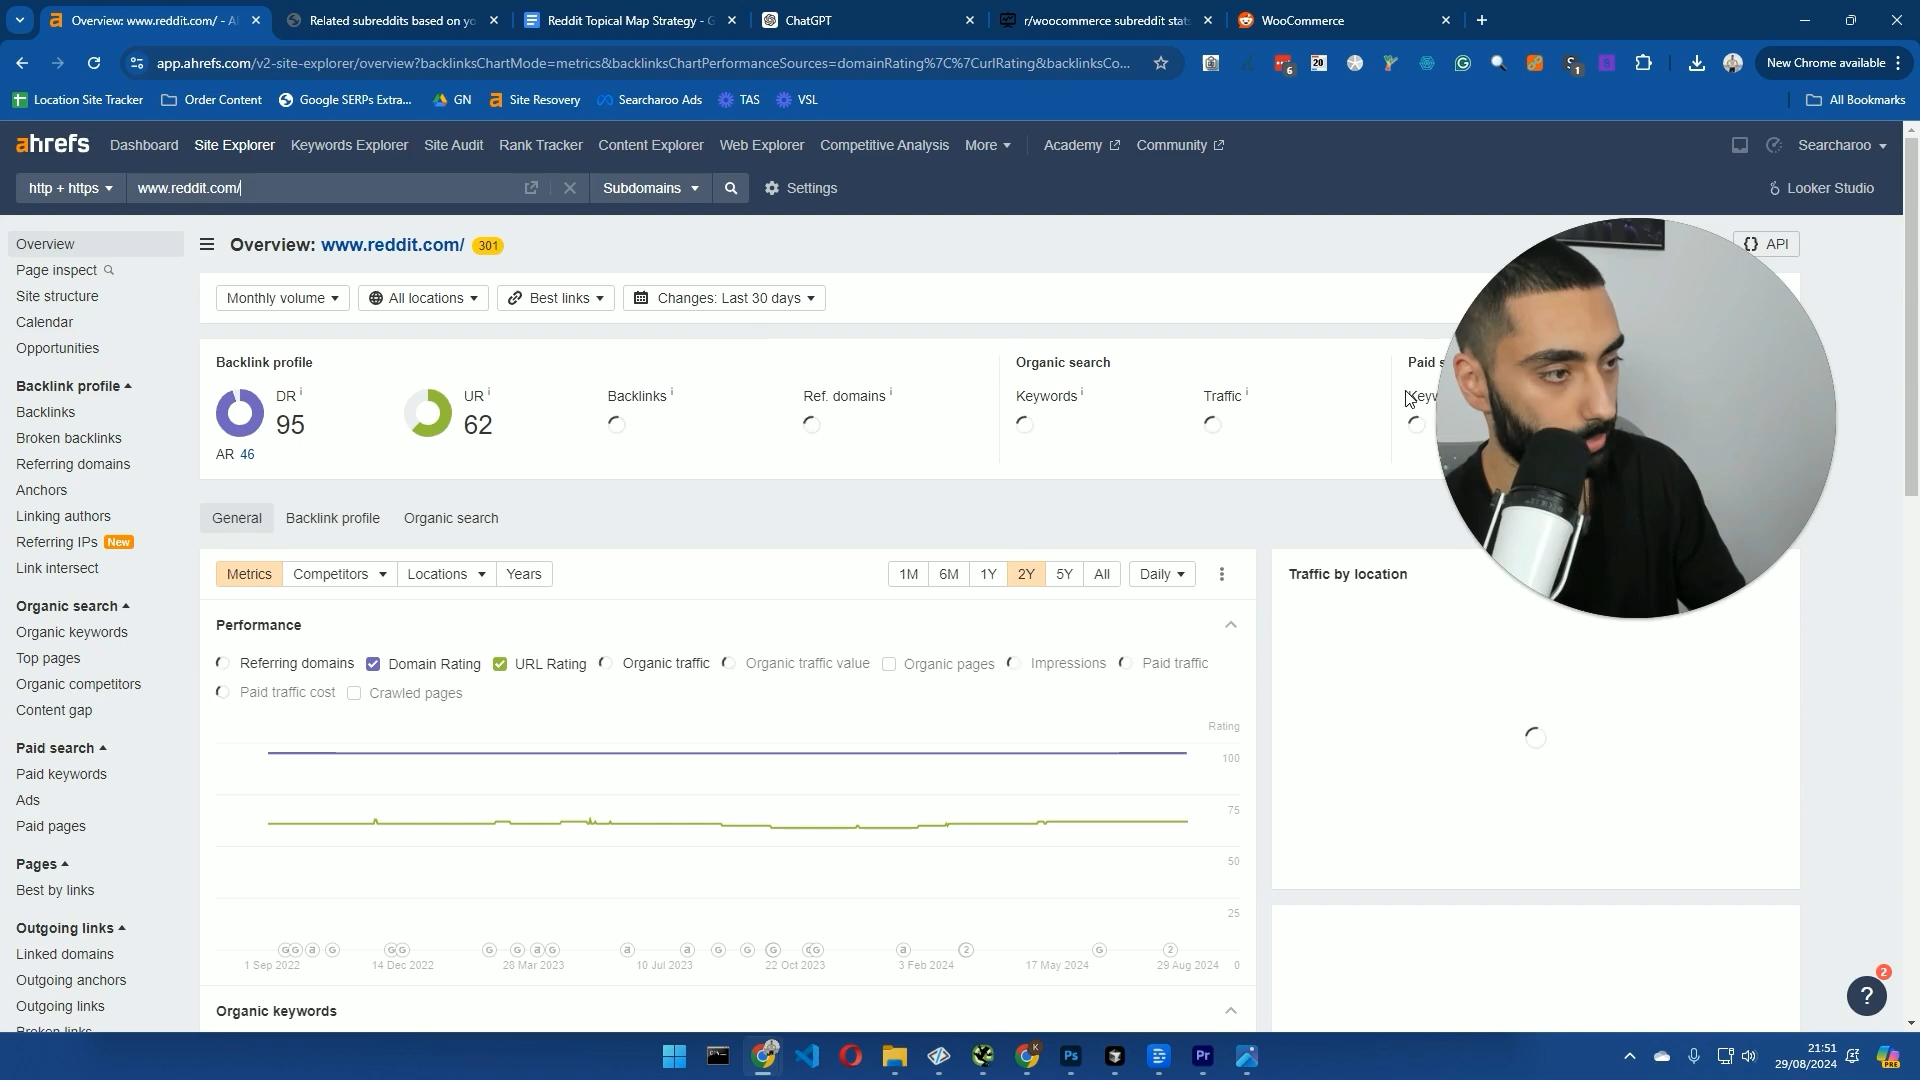 Overview: www.reddit.com/ - A
Related subreddits based on yo
Reddit Topical Map Strategy - G
ChatGPT
r/woocommerce subreddit stat
WooCommerce
app.ahrefs.com/v2-site-explorer/overview?backlinksChartMode=metrics&backlinksChartPerformanceSources=domainRating%7C%7CurlRating&backlinksCo...
6
20
1
New Chrome available
Location Site Tracker
Order Content
Google SERPs Extra...
GN
Site Recovery
Searcharoo Ads
TAS
VSL
All Bookmarks
ahrefs
Dashboard
Site Explorer
Keywords Explorer
Site Audit
Rank Tracker
Content Explorer
Web Explorer
Competitive Analysis
More
Academy
Community
Searcharoo
http + https
www.reddit.com/
Subdomains
Settings
Looker Studio
Overview
Page inspect
Site structure
Calendar
Opportunities
Backlink profile
Backlinks
Broken backlinks
Referring domains
Anchors
Linking authors
Referring IPs New
Link intersect
Organic search
Organic keywords
Top pages
Organic competitors
Content gap
Paid search
Paid keywords
Ads
Paid pages
Pages
Best by links
Outgoing links
Linked domains
Outgoing anchors
Outgoing links
Broken links
Overview: www.reddit.com/ 301
{} API
Monthly volume
All locations
Best links
Changes: Last 30 days
Backlink profile
DR
95
AR 46
UR
62
Backlinks
Ref. domains
Organic search
Keywords
Traffic
Paid s
Keyw
General
Backlink profile
Organic search
Metrics
Competitors
Locations
Years
1M
6M
1Y
2Y
5Y
All
Daily
Performance
Referring domains
Domain Rating
URL Rating
Organic traffic
Organic traffic value
Organic pages
Impressions
Paid traffic
Paid traffic cost
Crawled pages
Rating
100
75
50
25
0
1 Sep 2022
14 Dec 2022
28 Mar 2023
10 Jul 2023
22 Oct 2023
3 Feb 2024
17 May 2024
29 Aug 2024
Organic keywords
Traffic by location
2
?
21:51
29/08/2024